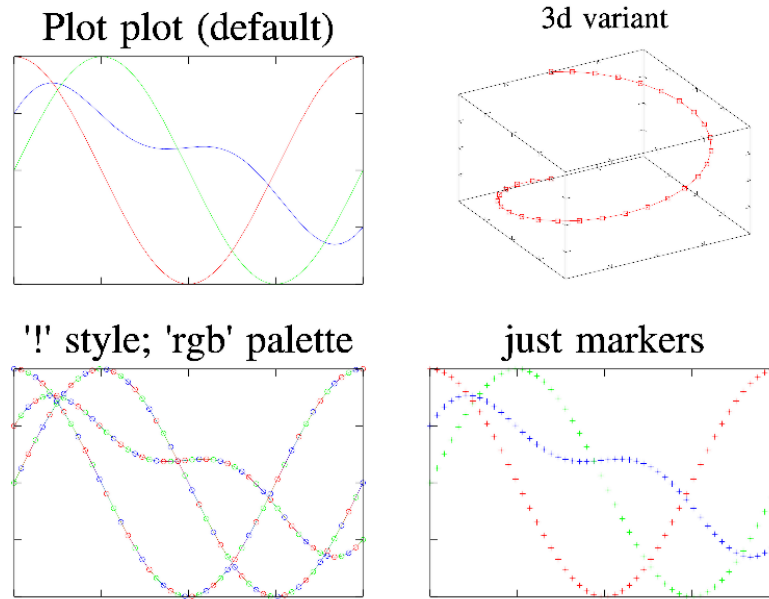 Plot plot (default)
3d variant
'!' style; 'rgb' palette
just markers